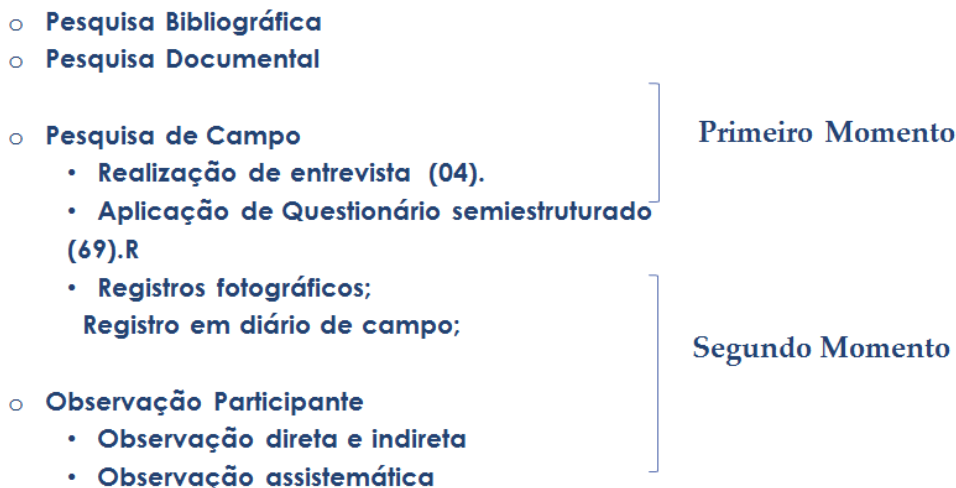 o Pesquisa Bibliográfica
o Pesquisa Documental
o Pesquisa de Campo
• Realização de entrevista (04).
• Aplicação de Questionário semiestruturado
(69).R
• Registros fotográficos;
Registro em diário de campo;
o Observação Participante
• Observação direta e indireta
• Observação assistemática
Primeiro Momento
Segundo Momento